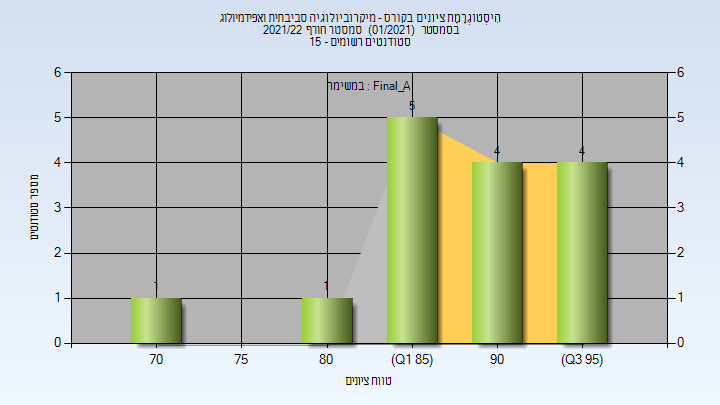 הִיסְטוֹגְרָמַת ציונים בקורס - מיקרוביולוגיה סביבתית ואפידמיולוג
בסמסטר (01/2021) סמסטר חורף 2021/22
סטודנטים רשומים - 15
במשימה : Final_A
מספר סטודנטים
6 6
5 5
4 4
3 3
2 2
1 1
0 0
1 1 5 4 4
70 75 80 (Q1 85) 90 (Q3 95)
טווח ציונים